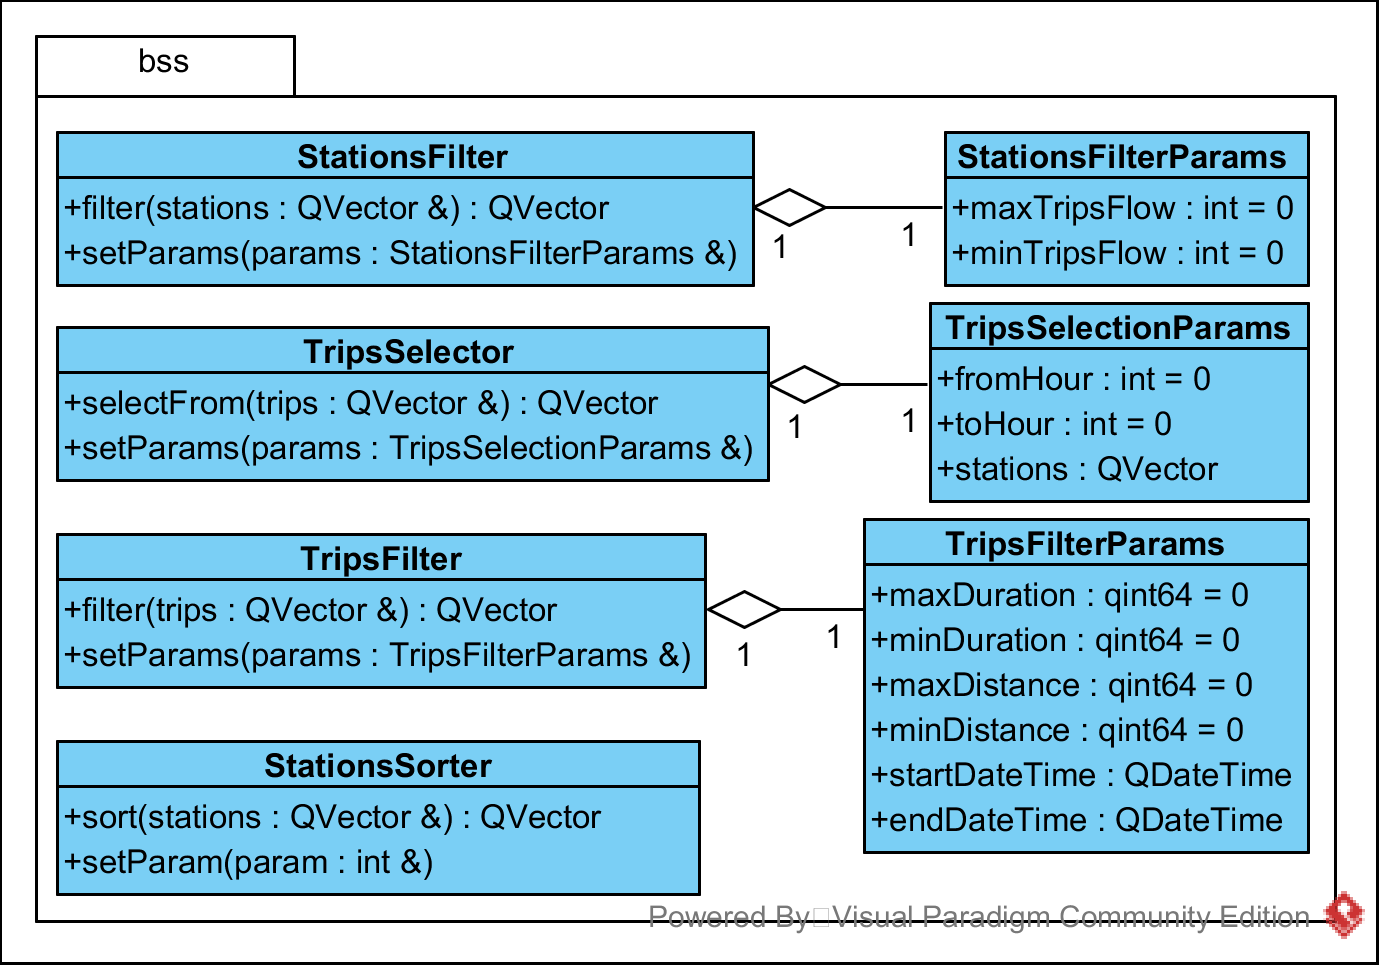 bss
StationsFilter
+filter(stations : QVector &) : QVector
+setParams(params : StationsFilterParams &)
1
1
StationsFilterParams
+maxTripsFlow : int = 0
+minTripsFlow : int = 0
TripsSelector
+selectFrom(trips : QVector &) : QVector
+setParams(params : TripsSelectionParams &)
1
1
TripsSelectionParams
+fromHour : int = 0
+toHour : int = 0
+stations : QVector
TripsFilter
+filter(trips : QVector &) : QVector
+setParams(params : TripsFilterParams &)
1
1
TripsFilterParams
+maxDuration : qint64 = 0
+minDuration : qint64 = 0
+maxDistance : qint64 = 0
+minDistance : qint64 = 0
+startDateTime : QDateTime
+endDateTime : QDateTime
StationsSorter
+sort(stations : QVector &) : QVector
+setParam(param : int &)
Powered By Visual Paradigm Community Edition